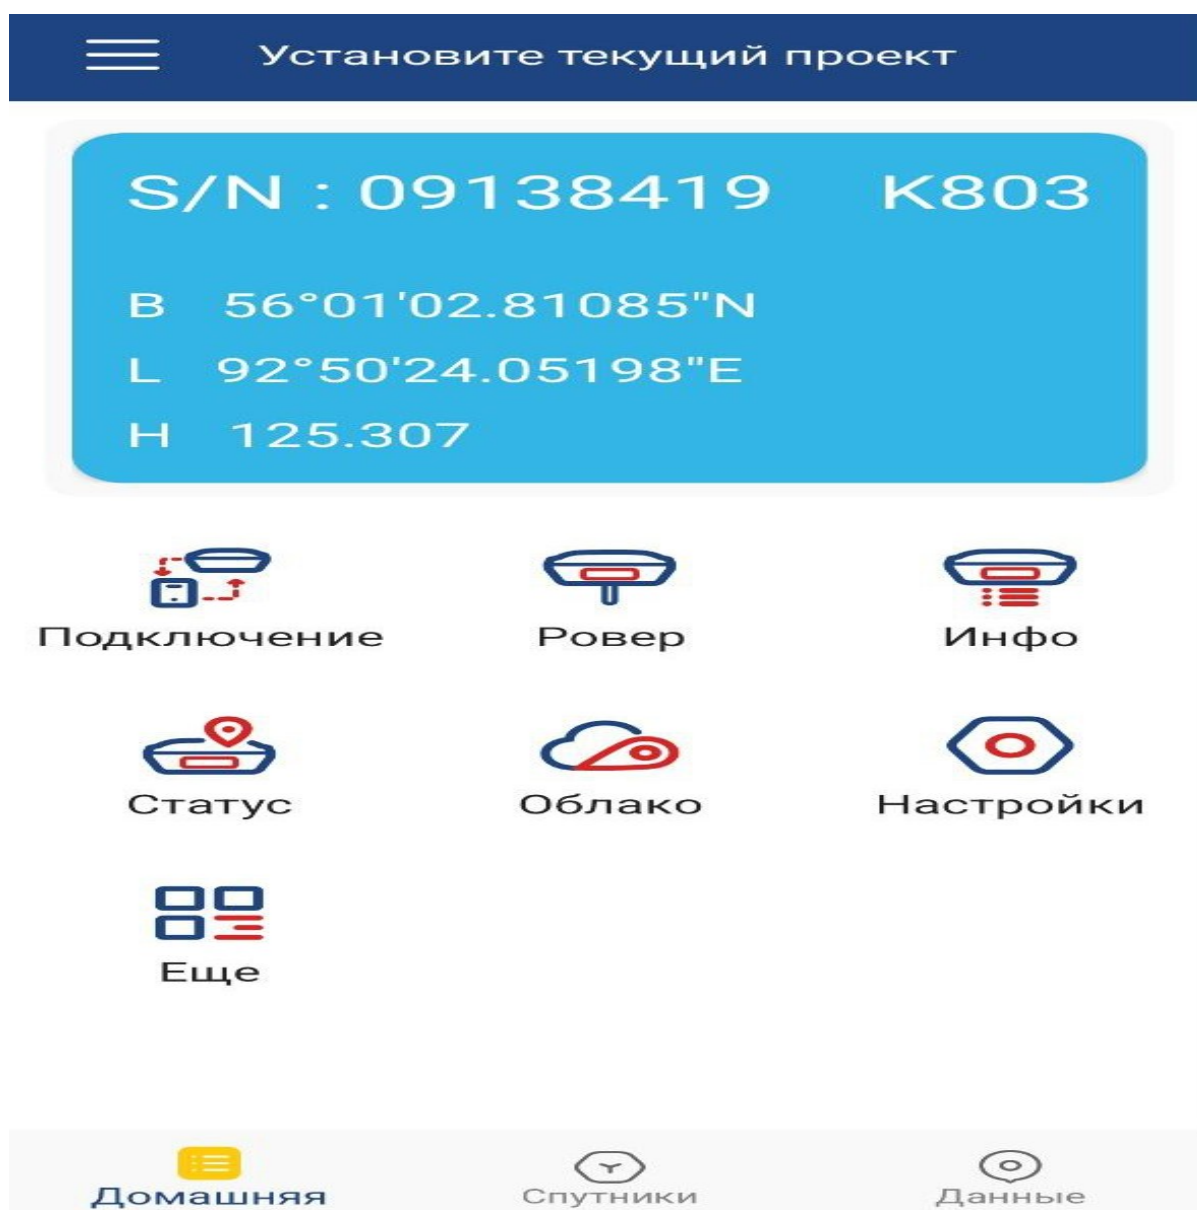 Установите текущий проект
S/N : 09138419 K803
B 56°01'02.81085"N
L 92°50'24.05198"E
H 125.307
Подключение Ровер Инфо
Статус Облако Настройки
Еще
Домашняя Спутники Данные